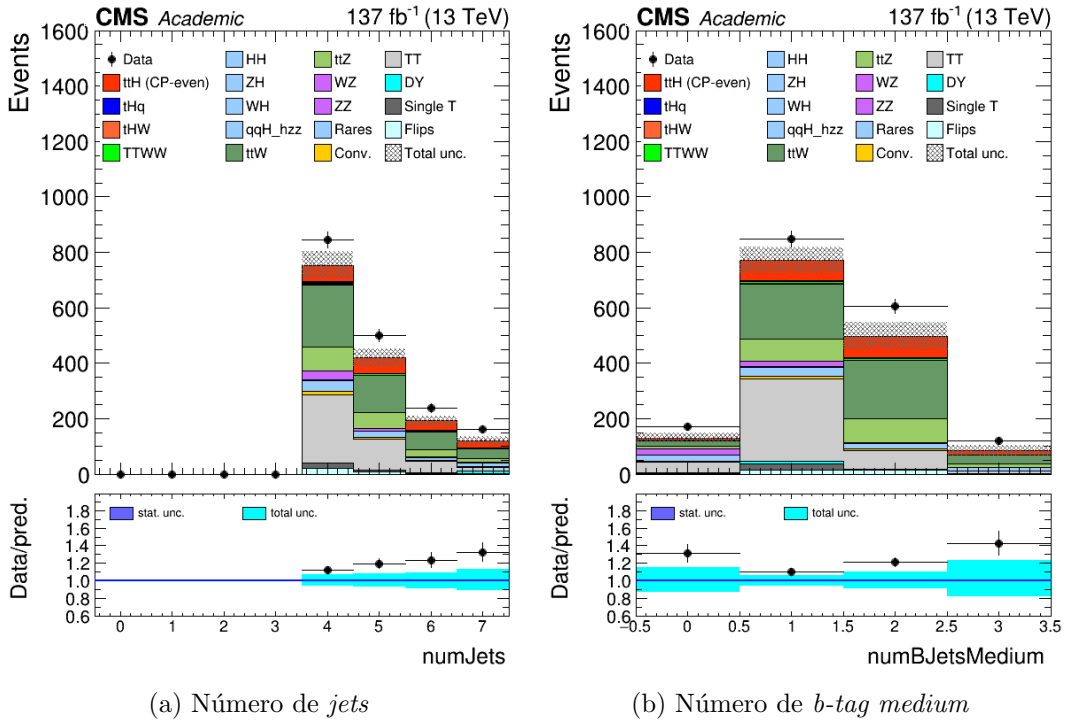 CMS Academic 137 fb⁻¹ (13 TeV)
Events
1600
1400
1200
1000
800
600
400
200
0
Data HH ttZ TT
ttH (CP-even) ZH WZ DY
tHq WH ZZ Single T
tHW qqH_hzz Rares Flips
TTWW ttW Conv. Total unc.
Data/pred.
1.8
1.6
1.4
1.2
1.0
0.8
0.6
stat. unc. total unc.
0 1 2 3 4 5 6 7
numJets
(a) Número de jets
CMS Academic 137 fb⁻¹ (13 TeV)
Events
1600
1400
1200
1000
800
600
400
200
0
Data HH ttZ TT
ttH (CP-even) ZH WZ DY
tHq WH ZZ Single T
tHW qqH_hzz Rares Flips
TTWW ttW Conv. Total unc.
Data/pred.
1.8
1.6
1.4
1.2
1.0
0.8
0.6
stat. unc. total unc.
−0.5 0 0.5 1 1.5 2 2.5 3 3.5
numBJetsMedium
(b) Número de b-tag medium